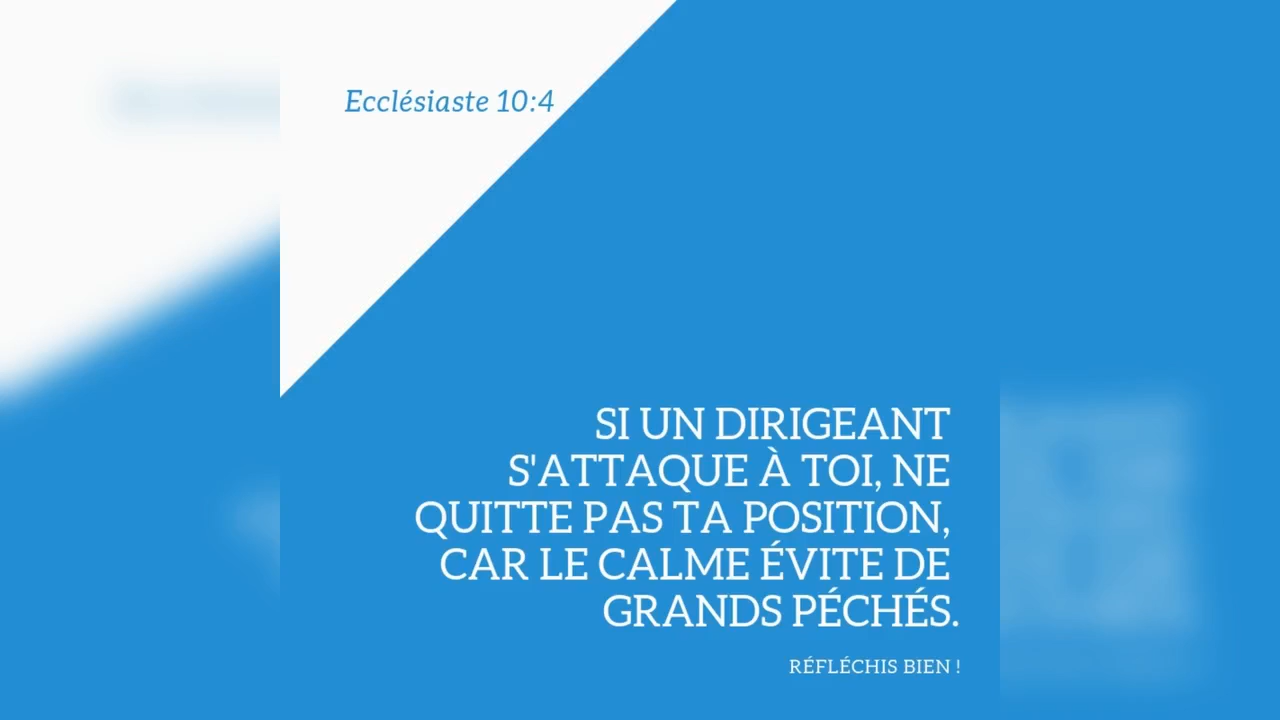 Ecclésiaste 10:4
SI UN DIRIGEANT
S'ATTAQUE À TOI, NE
QUITTE PAS TA POSITION,
CAR LE CALME ÉVITE DE
GRANDS PÉCHÉS.
RÉFLÉCHIS BIEN !